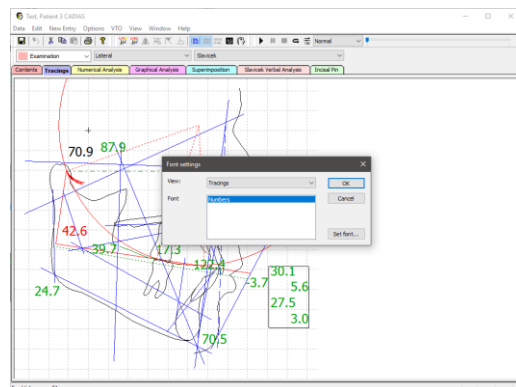 Test, Patient 3 CADIAS
Data Edit New Entry Options VTO View Window Help
Normal
Examination Lateral Slavicek
Contents Tracings Numerical Analysis Graphical Analysis Superimposition Slavicek Verbal Analysis Incisal Pin
70.9 87.9
Font settings
View: Tracings OK
Font Numbers Cancel
Set font...
42.6
39.7 17.3
122.4
-3.7 30.1
5.6
24.7 27.5
3.0
70.5